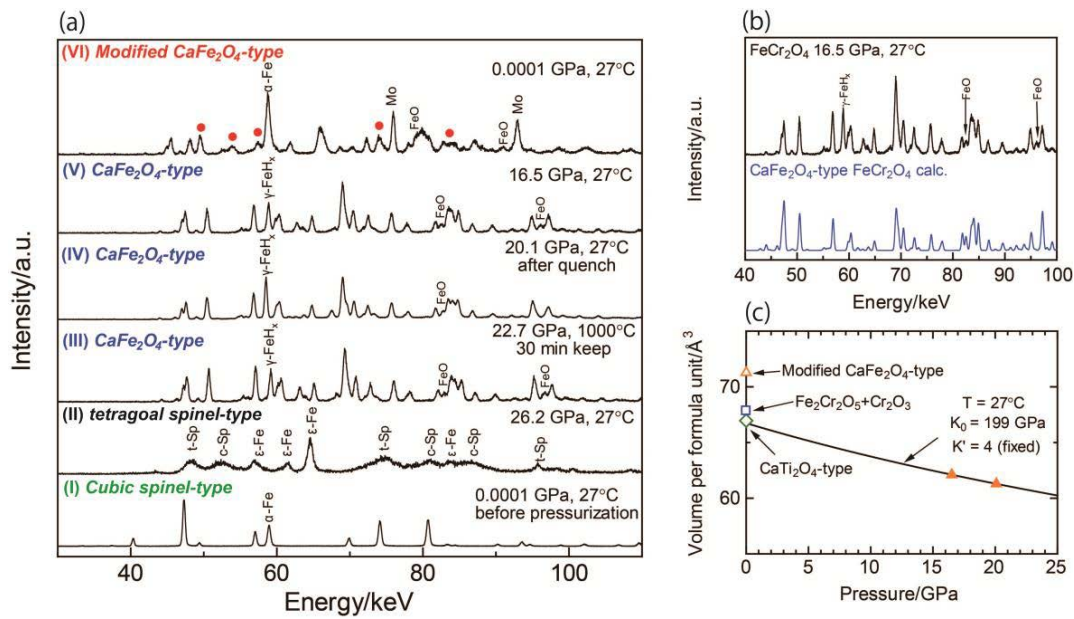 (a)
(VI) Modified CaFe2O4-type
0.0001 GPa, 27°C
α-Fe
Mo
FeO
FeO
Mo
(V) CaFe2O4-type
16.5 GPa, 27°C
γ-FeHx
FeO
FeO
(IV) CaFe2O4-type
20.1 GPa, 27°C
after quench
γ-FeHx
FeO
(III) CaFe2O4-type
22.7 GPa, 1000°C
30 min keep
γ-FeHx
FeO
FeO
(II) tetragoal spinel-type
26.2 GPa, 27°C
t-Sp
c-Sp
ε-Fe
ε-Fe
ε-Fe
t-Sp
c-Sp
ε-Fe
c-Sp
t-Sp
(I) Cubic spinel-type
0.0001 GPa, 27°C
before pressurization
α-Fe
40 60 80 100
Energy/keV
Intensity/a.u.
(b)
FeCr2O4 16.5 GPa, 27°C
γ-FeHx
FeO
FeO
CaFe2O4-type FeCr2O4 calc.
40 50 60 70 80 90 100
Energy/keV
Intensity/a.u.
(c)
Modified CaFe2O4-type
Fe2Cr2O5+Cr2O3
CaTi2O4-type
T = 27°C
K0 = 199 GPa
K' = 4 (fixed)
70
60
0 5 10 15 20 25
Pressure/GPa
Volume per formula unit/Å3